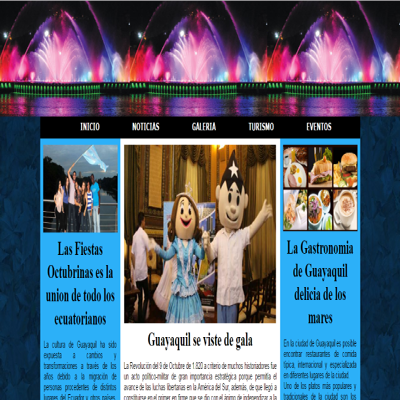 INICIO NOTICIAS GALERIA TURISMO EVENTOS
Las Fiestas
Octubrinas es la
union de todo los
ecuatorianos
La cultura de Guayaquil ha sido
expuesta a cambios y
transformaciones a través de los
años debido a la migración de
personas procedentes de distintos
lugares del Ecuador y otros países
Guayaquil se viste de gala
La Revolución del 9 de Octubre de 1.820 a criterio de muchos historiadores fue
un acto político-militar de gran importancia estratégica porque permitía el
avance de las luchas libertarias en la América del Sur, además, de que llegó a
constituirse en el primer en firme que se dio con el ánimo de independizar a la
La Gastronomia
de Guayaquil
delicia de los
mares
En la ciudad de Guayaquil es posible
encontrar restaurantes de comida
típica, internacional y especializada
en diferentes lugares de la ciudad.
Uno de los platos más populares y
tradicionales de la ciudad son los